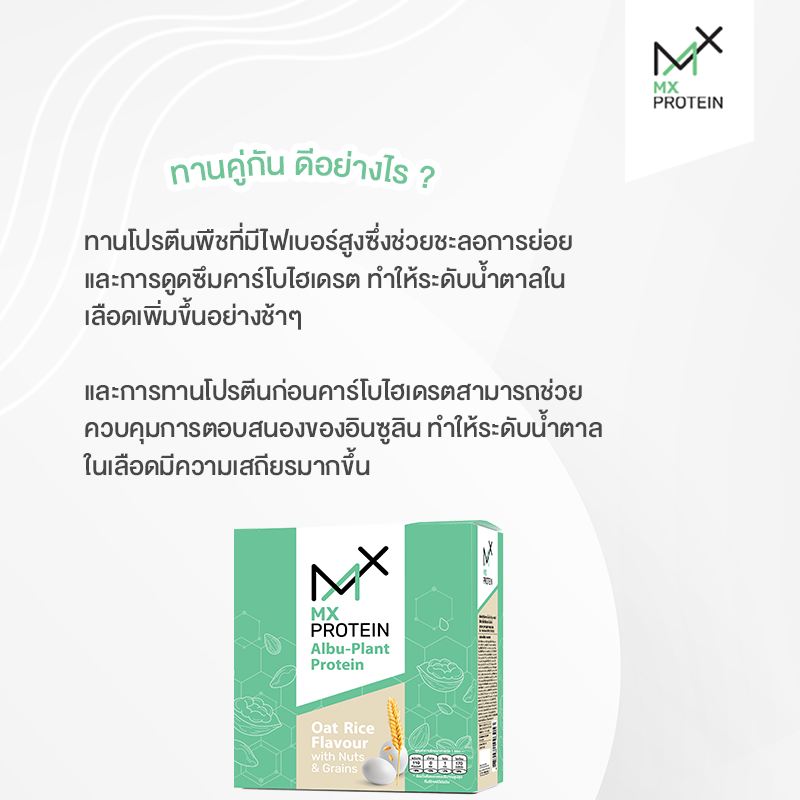 MX
PROTEIN
ทานคู่กัน ดีอย่างไร ?
ทานโปรตีนพืชที่มีไฟเบอร์สูงซึ่งช่วยชะลอการย่อย
และการดูดซึมคาร์โบไฮเดรต ทำให้ระดับน้ำตาลใน
เลือดเพิ่มขึ้นอย่างช้าๆ
และการทานโปรตีนก่อนคาร์โบไฮเดรตสามารถช่วย
ควบคุมการตอบสนองของอินซูลิน ทำให้ระดับน้ำตาล
ในเลือดมีความเสถียรมากขึ้น
MX
PROTEIN
Albu-Plant
Protein
Oat Rice
Flavour
with Nuts
& Grains
MX
PROTEIN